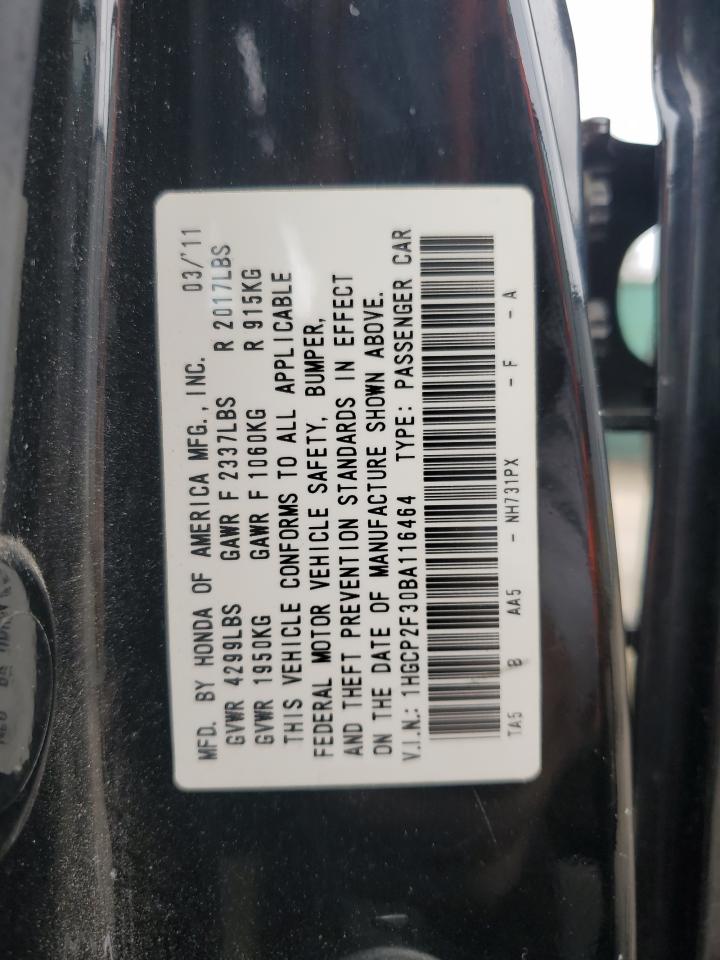 MFD. BY HONDA OF AMERICA MFG., INC. 03/'11
GVWR 4299LBS GAWR F 2337LBS R 2017LBS
GVWR 1950KG GAWR F 1060KG R 915KG
THIS VEHICLE CONFORMS TO ALL APPLICABLE
FEDERAL MOTOR VEHICLE SAFETY, BUMPER,
AND THEFT PREVENTION STANDARDS IN EFFECT
ON THE DATE OF MANUFACTURE SHOWN ABOVE.
V.I.N.: 1HGCP2F30BA116464 TYPE: PASSENGER CAR
TA5 B AA5 - NH731PX - F - A